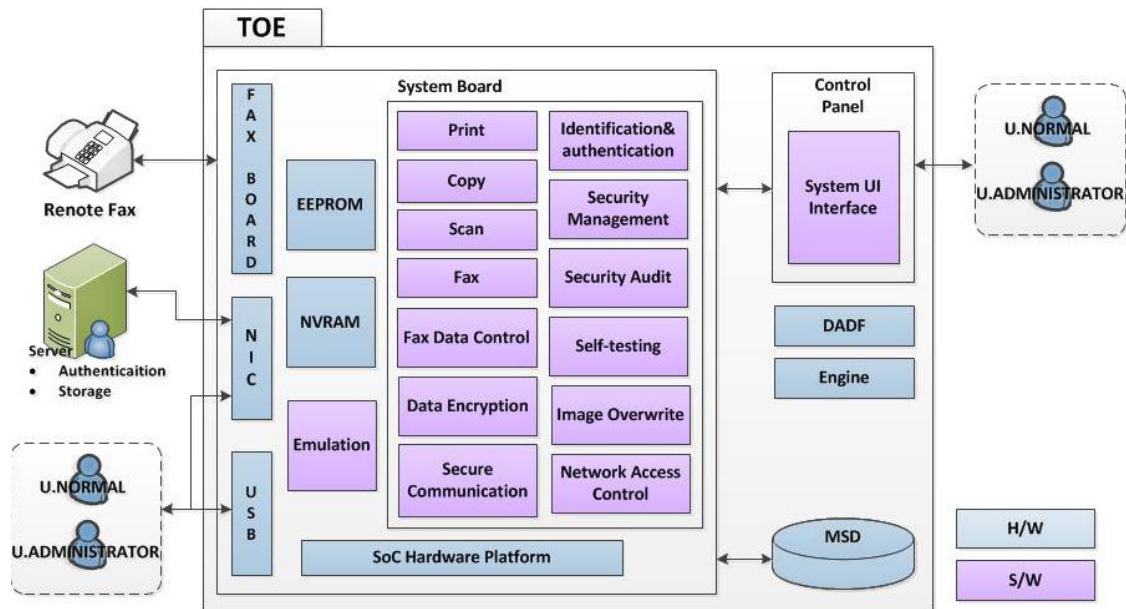 TOE
System Board
FAX BOARD
EEPROM
NVRAM
NIC
Emulation
USB
SoC Hardware Platform
Print
Copy
Scan
Fax
Fax Data Control
Data Encryption
Secure
Communication
Identification&
authentication
Security
Management
Security Audit
Self-testing
Image Overwrite
Network Access
Control
Control
Panel
System UI
Interface
DADF
Engine
MSD
Renote Fax
Server
• Authenticaition
• Storage
U.NORMAL
U.ADMINISTRATOR
U.NORMAL
U.ADMINISTRATOR
H/W
S/W